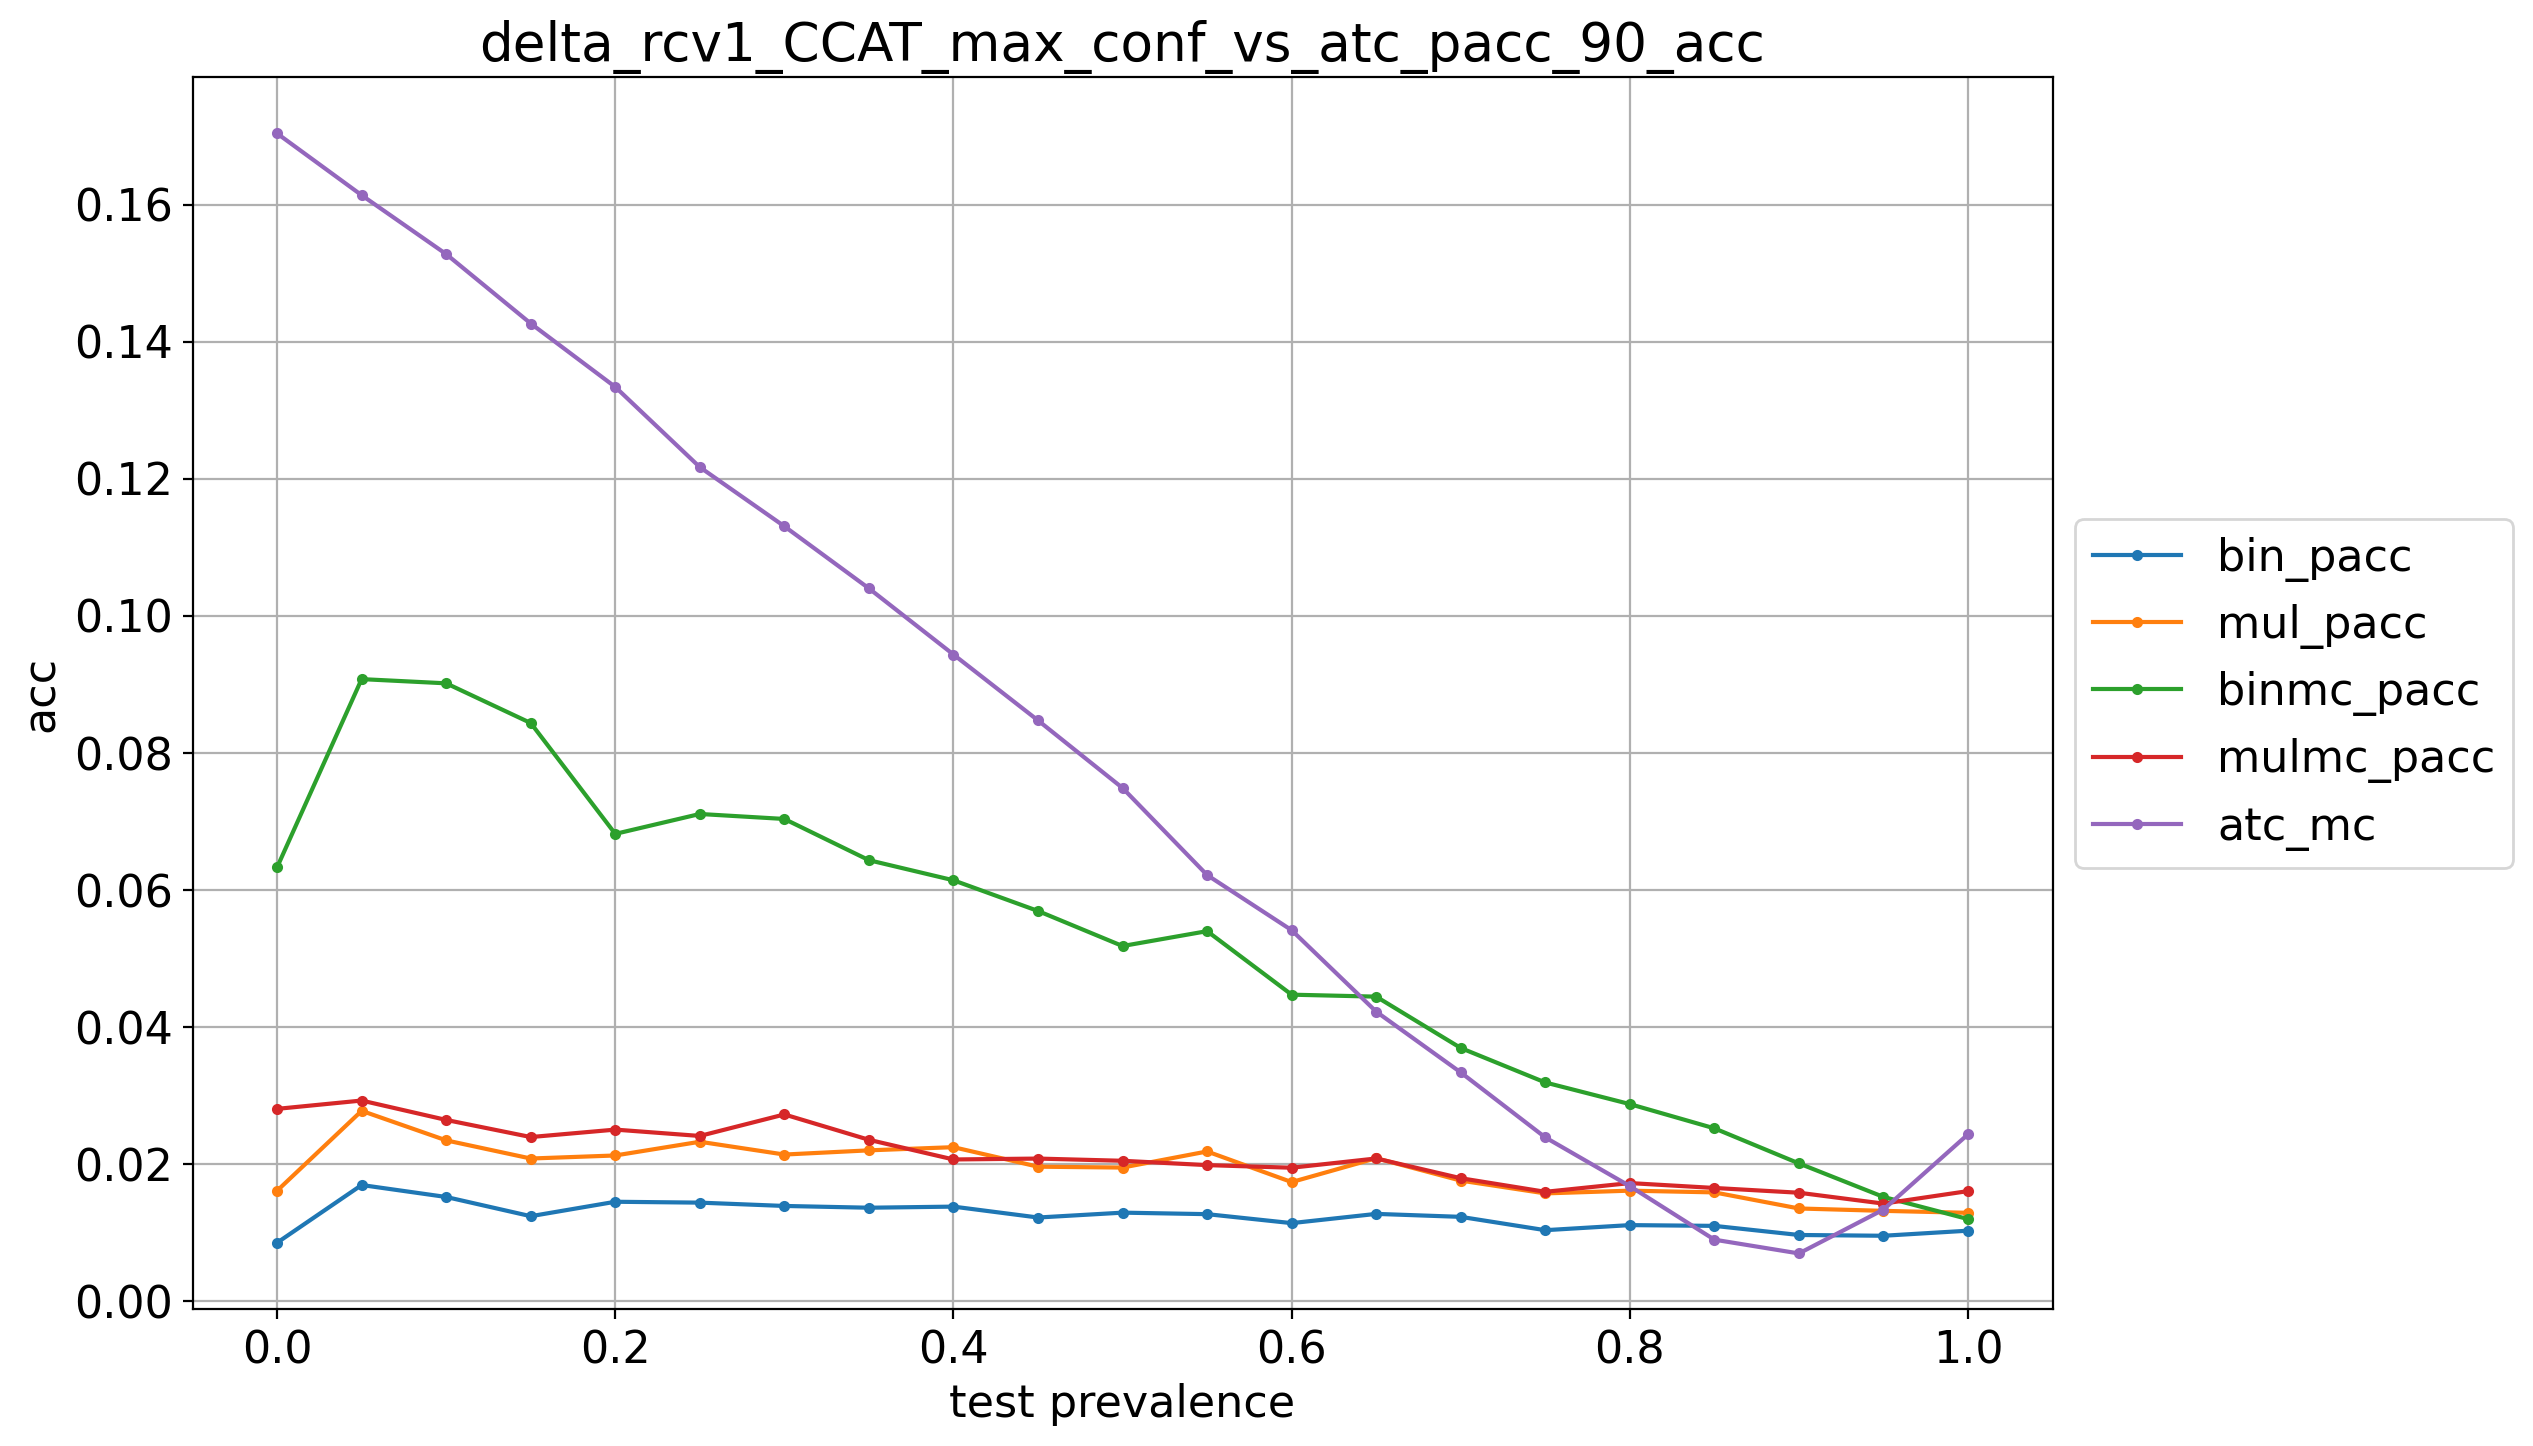 delta_rcv1_CCAT_max_conf_vs_atc_pacc_90_acc
0.16
0.14
0.12
0.10
0.08
0.06
0.04
0.02
0.00
acc
0.0 0.2 0.4 0.6 0.8 1.0
test prevalence
bin_pacc
mul_pacc
binmc_pacc
mulmc_pacc
atc_mc